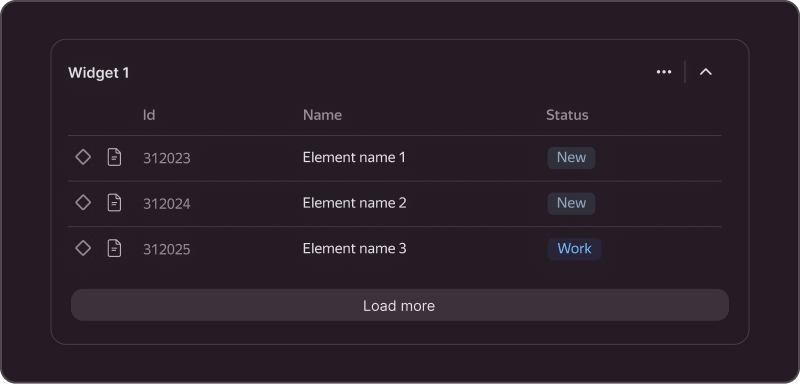 Widget 1
Id Name Status
312023 Element name 1 New
312024 Element name 2 New
312025 Element name 3 Work
Load more